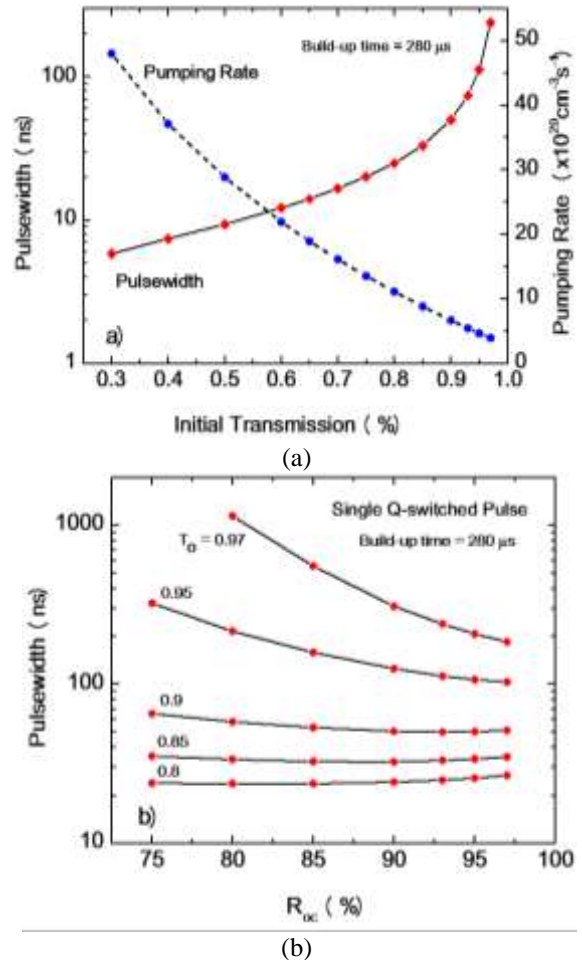 Build-up time = 280 μs
Pumping Rate
Pulsewidth
a)
100
10
1
Pulsewidth ( ns)
50
40
30
20
10
0
Pumping Rate ( x10²⁰cm⁻³s⁻¹)
0.3 0.4 0.5 0.6 0.7 0.8 0.9 1.0
Initial Transmission ( %)
(a)
Single Q-switched Pulse
Build-up time = 280 μs
T₀ = 0.97
0.95
0.9
0.85
0.8
b)
1000
100
10
Pulsewidth ( ns)
75 80 85 90 95 100
R_oc ( %)
(b)